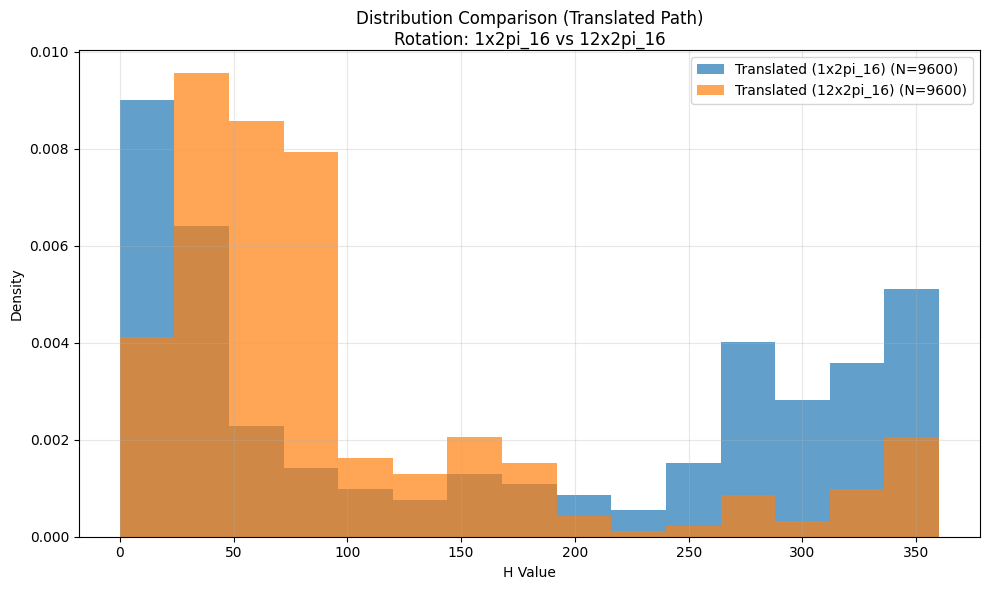 Distribution Comparison (Translated Path)
Rotation: 1x2pi_16 vs 12x2pi_16
Translated (1x2pi_16) (N=9600)
Translated (12x2pi_16) (N=9600)
Density
0.010
0.008
0.006
0.004
0.002
0.000
0 50 100 150 200 250 300 350
H Value